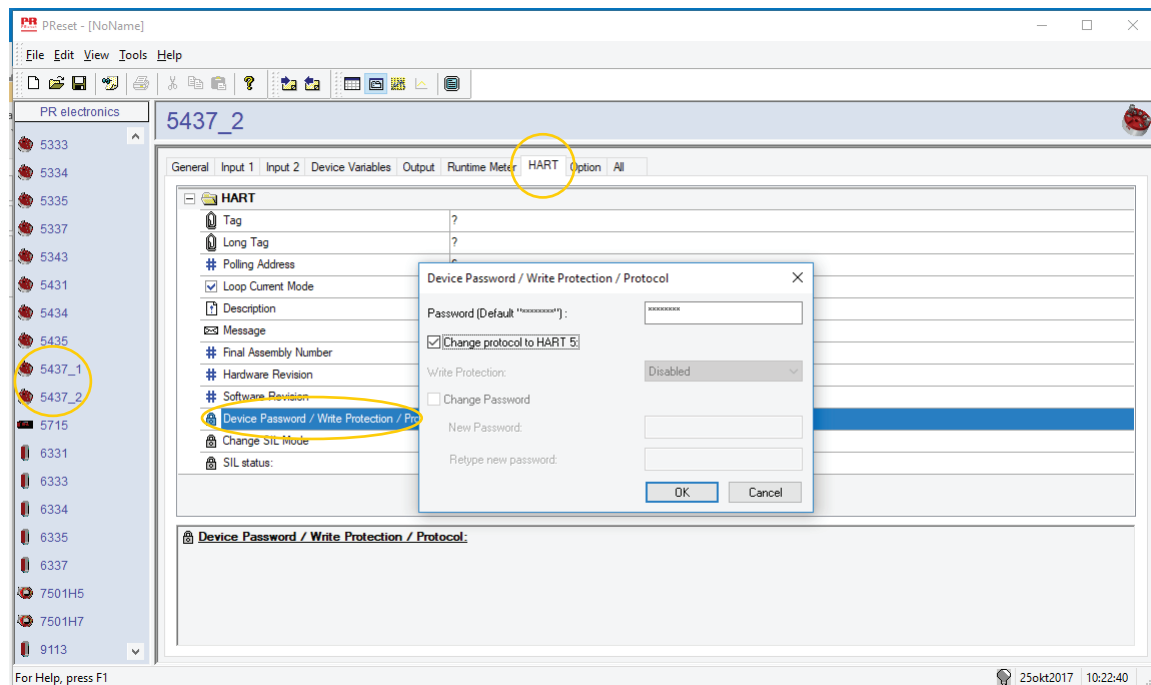 PR PReset - [NoName]
File Edit View Tools Help
PR electronics
5333
5334
5335
5337
5343
5431
5434
5435
5437_1
5437_2
5715
6331
6333
6334
6335
6337
7501H5
7501H7
9113
5437_2
General Input 1 Input 2 Device Variables Output Runtime Meter HART Option All
HART
Tag ?
Long Tag ?
Polling Address
Loop Current Mode
Description
Message
Final Assembly Number
Hardware Revision
Software Revision
Device Password / Write Protection / Pro
Change SIL Mode
SIL status:
Device Password / Write Protection / Protocol
Password (Default "********") : ********
Change protocol to HART 5:
Write Protection: Disabled
Change Password
New Password:
Retype new password:
OK Cancel
Device Password / Write Protection / Protocol:
For Help, press F1 25okt2017 10:22:40